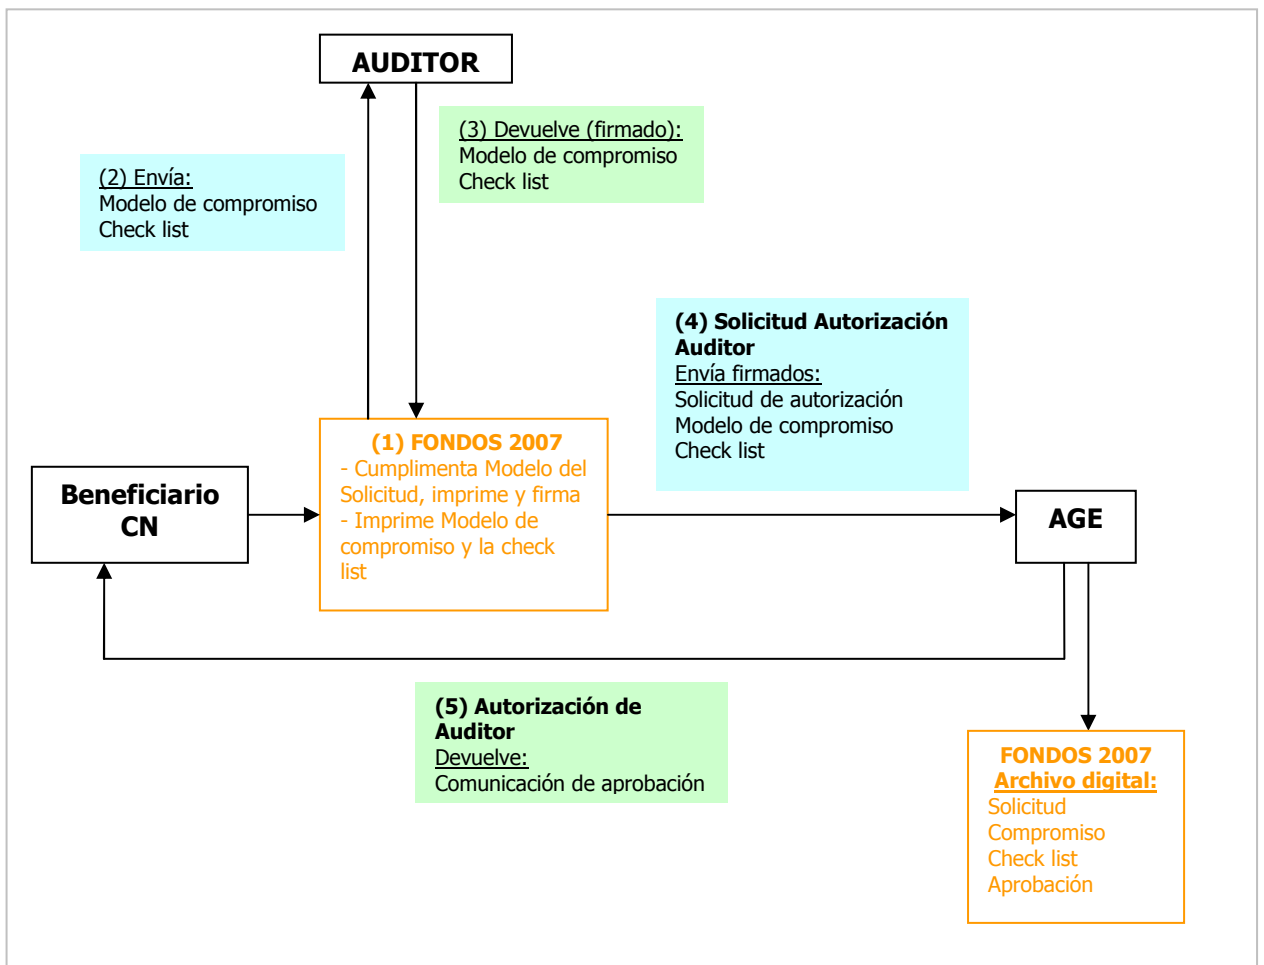 AUDITOR
(3) Devuelve (firmado):
Modelo de compromiso
Check list
(2) Envía:
Modelo de compromiso
Check list
(4) Solicitud Autorización
Auditor
Envía firmados:
Solicitud de autorización
Modelo de compromiso
Check list
(1) FONDOS 2007
- Cumplimenta Modelo del
Solicitud, imprime y firma
- Imprime Modelo de
compromiso y la check
list
Beneficiario
CN
AGE
(5) Autorización de
Auditor
Devuelve:
Comunicación de aprobación
FONDOS 2007
Archivo digital:
Solicitud
Compromiso
Check list
Aprobación